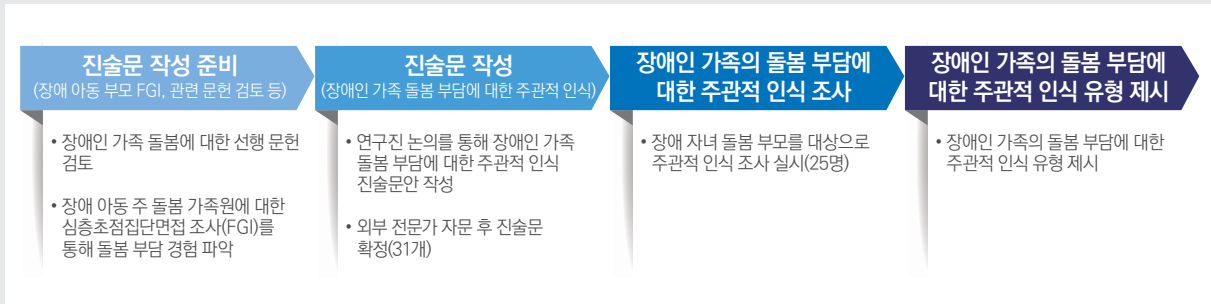 진술문 작성 준비
(장애 아동 부모 FGI, 관련 문헌 검토 등)
• 장애인 가족 돌봄에 대한 선행 문헌
검토
• 장애 아동 주 돌봄 가족원에 대한
심층초점집단면접 조사(FGI)를
통해 돌봄 부담 경험 파악
진술문 작성
(장애인 가족 돌봄 부담에 대한 주관적 인식)
• 연구진 논의를 통해 장애인 가족
돌봄 부담에 대한 주관적 인식
진술문안 작성
• 외부 전문가 자문 후 진술문
확정(31개)
장애인 가족의 돌봄 부담에
대한 주관적 인식 조사
• 장애 자녀 돌봄 부모를 대상으로
주관적 인식 조사 실시(25명)
장애인 가족의 돌봄 부담에
대한 주관적 인식 유형 제시
• 장애인 가족의 돌봄 부담에 대한
주관적 인식 유형 제시